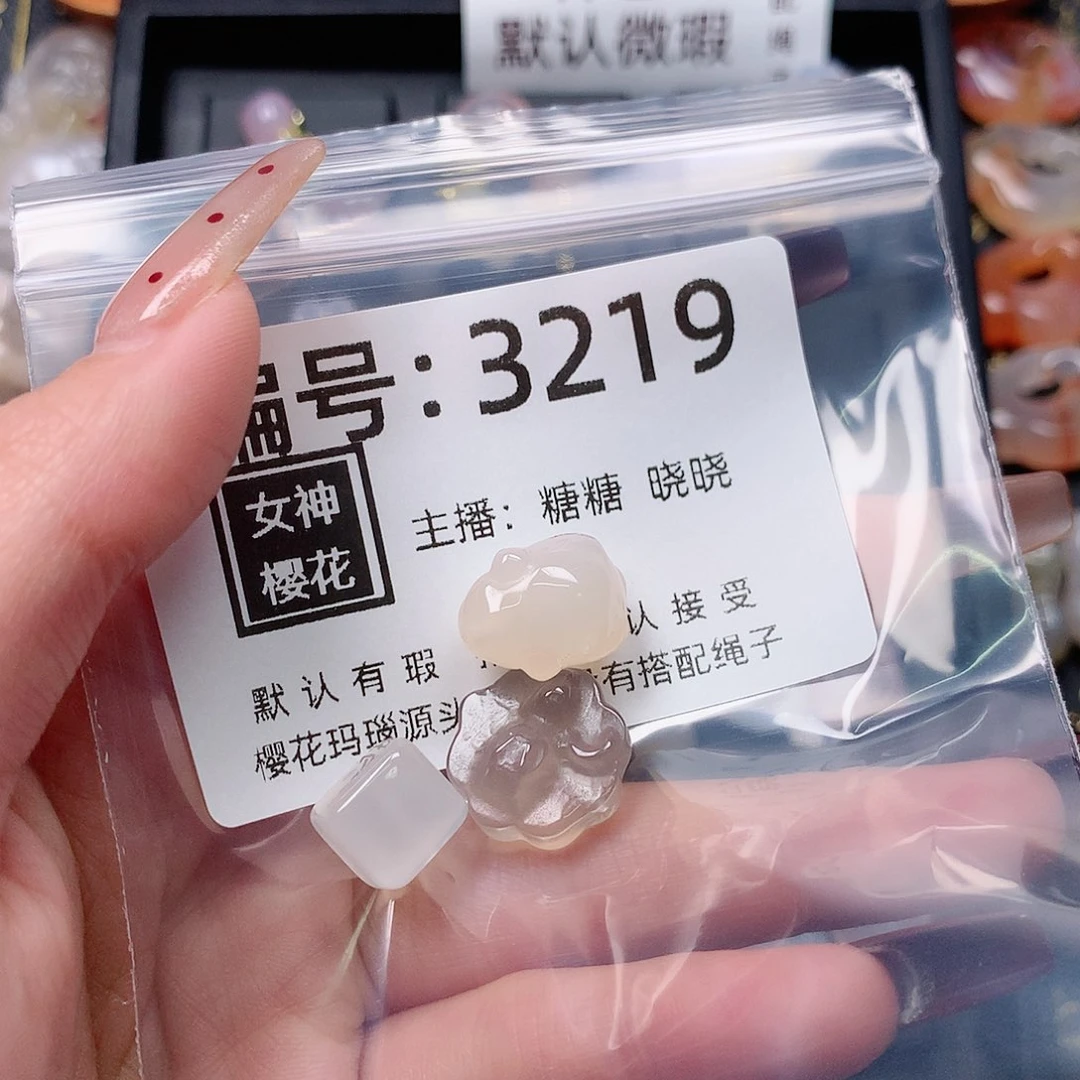 默认微瑕
编号:3219
女神
樱花
主播：糖糖 晓晓
默认有瑕 认接受
樱花玛瑙源头 有搭配绳子